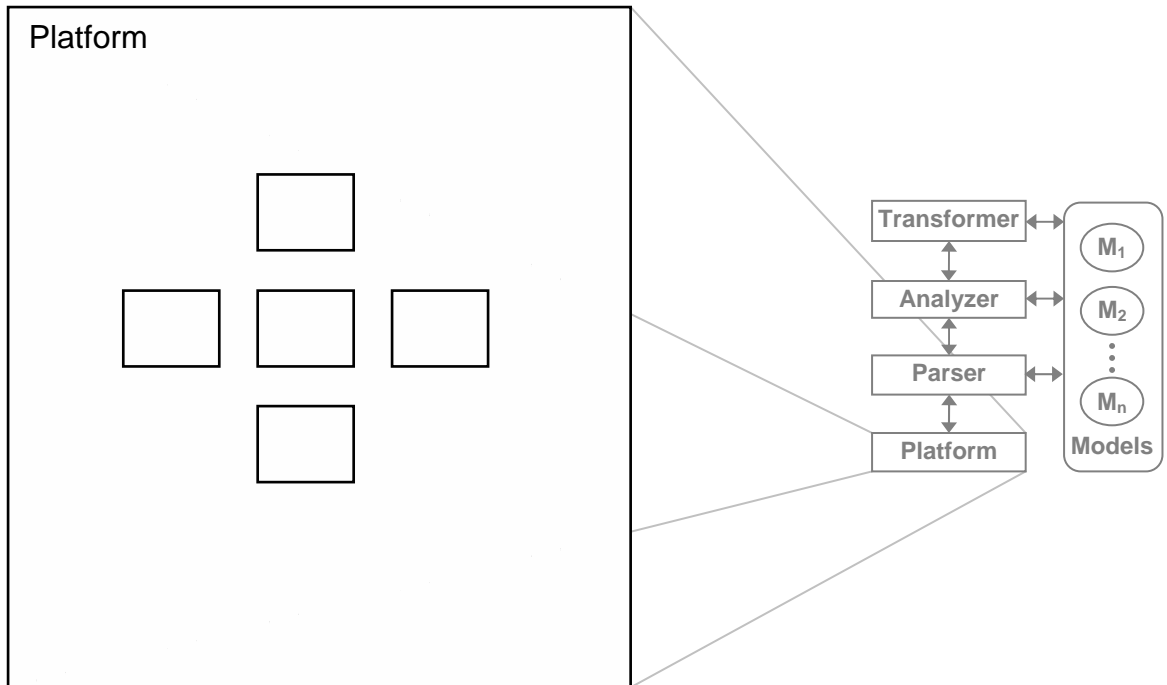 Platform
Transformer
M1
Analyzer
M2
Parser
Mn
Platform
Models